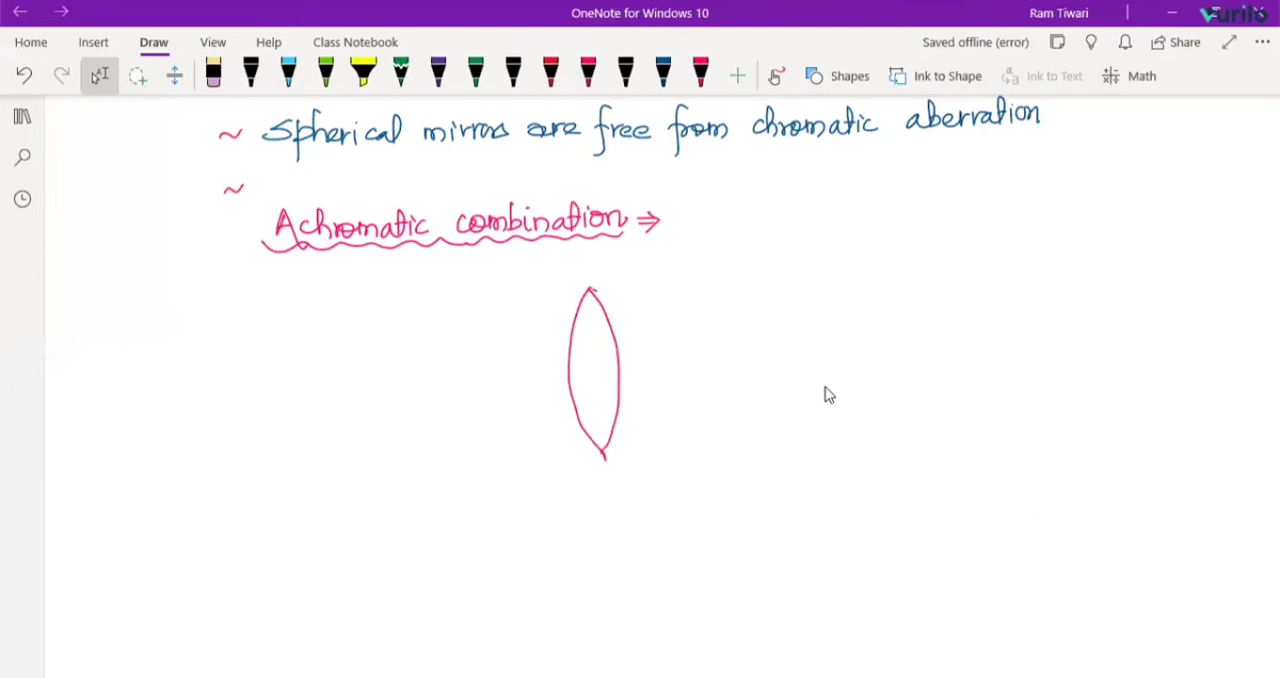 OneNote for Windows 10
Ram Tiwari
Vurilo
Home Insert Draw View Help Class Notebook
Saved offline (error) Share
Shapes Ink to Shape Ink to Text Math
~ Spherical mirrors are free from chromatic aberration
~
Achromatic combination ⇒